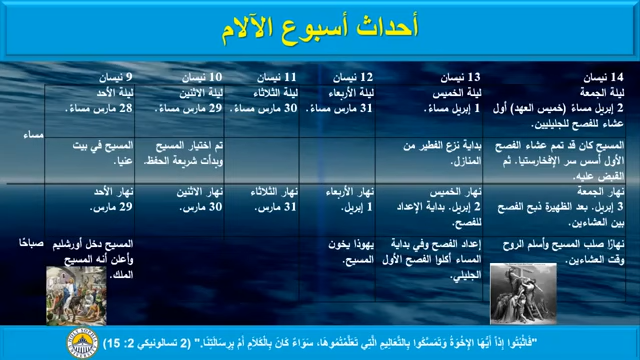 أحداث أسبوع الآلام
14 نيسان
13 نيسان
12 نيسان
11 نيسان
10 نيسان
9 نيسان
ليلة الجمعة
2 إبريل مساءً (خميس العهد) أول
عشاء للفصح للجليليين.
ليلة الخميس
1 إبريل مساءً.
ليلة الأربعاء
31 مارس مساءً.
ليلة الثلاثاء
30 مارس مساءً.
ليلة الاثنين
29 مارس مساءً.
ليلة الأحد
28 مارس مساءً.
مساء
المسيح كان قد تمم عشاء الفصح
الأول أسس سر الإفخارستيا. ثم
القبض عليه.
بداية نزع الفطير من
المنازل.
تم اختيار المسيح
وبدأت شريعة الحفظ.
المسيح في بيت
عنيا.
نهار الجمعة
3 إبريل. بعد الظهيرة ذبح الفصح
بين العشاءين.
نهار الخميس
2 إبريل. بداية الإعداد
للفصح.
نهار الأربعاء
1 إبريل.
نهار الثلاثاء
31 مارس.
نهار الاثنين
30 مارس.
نهار الأحد
29 مارس.
صباحًا
نهارًا صلب المسيح وأسلم الروح
وقت العشاءين.
إعداد الفصح وفي بداية
المساء أكلوا الفصح الأول
الجليلي.
يهوذا يخون
المسيح.
المسيح دخل أورشليم
وأعلن أنه المسيح
الملك.
"فَاثْبُتُوا إِذًا أَيُّهَا الإِخْوَةُ وَتَمَسَّكُوا بِالتَّعَالِيمِ الَّتِي تَعَلَّمْتُمُوهَا، سَوَاءٌ كَانَ بِالْكَلاَمِ أَمْ بِرِسَالَتِنَا." (2 تسالونيكي 2: 15)